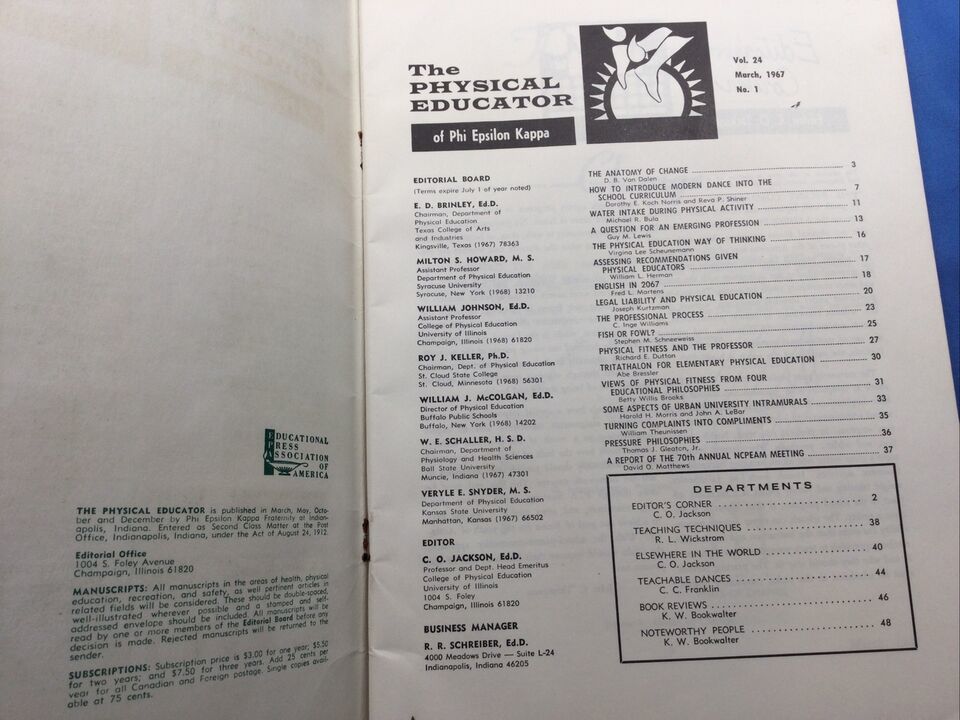 EDUCATIONAL
PRESS
ASSOCIATION
OF
AMERICA
THE PHYSICAL EDUCATOR is published in March, May, Octo-
ber and December by Phi Epsilon Kappa Fraternity at Indian-
apolis, Indiana. Entered as Second Class Matter at the Post
Office, Indianapolis, Indiana, under the Act of August 24, 1912.
Editorial Office
1004 S. Foley Avenue
Champaign, Illinois 61820
MANUSCRIPTS: All manuscripts in the areas of health, physical
education, recreation, and safety, as well pertinent articles in
related fields will be considered. These should be double-spaced,
well-illustrated wherever possible and a stamped and self-
addressed envelope should be included. All manuscripts will be
read by one or more members of the Editorial Board before any
decision is made. Rejected manuscripts will be returned to the
sender.
SUBSCRIPTIONS: Subscription price is $3.00 for one year; $5.50
for two years; and $7.50 for three years. Add 25 cents per
year for all Canadian and Foreign postage. Single copies avail-
able at 75 cents.
The
PHYSICAL
EDUCATOR
of Phi Epsilon Kappa
Vol. 24
March, 1967
No. 1
EDITORIAL BOARD
(Terms expire July 1 of year noted)
E. D. BRINLEY, Ed.D.
Chairman, Department of
Physical Education
Texas College of Arts
and Industries
Kingsville, Texas (1967) 78363
MILTON S. HOWARD, M. S.
Assistant Professor
Department of Physical Education
Syracuse University
Syracuse, New York (1968) 13210
WILLIAM JOHNSON, Ed.D.
Assistant Professor
College of Physical Education
University of Illinois
Champaign, Illinois (1968) 61820
ROY J. KELLER, Ph.D.
Chairman, Dept. of Physical Education
St. Cloud State College
St. Cloud, Minnesota (1968) 56301
WILLIAM J. McCOLGAN, Ed.D.
Director of Physical Education
Buffalo Public Schools
Buffalo, New York (1968) 14202
W. E. SCHALLER, H. S. D.
Chairman, Department of
Physiology and Health Sciences
Ball State University
Muncie, Indiana (1967) 47301
VERYLE E. SNYDER, M. S.
Department of Physical Education
Kansas State University
Manhattan, Kansas (1967) 66502
EDITOR
C. O. JACKSON, Ed.D.
Professor and Dept. Head Emeritus
College of Physical Education
University of Illinois
1004 S. Foley
Champaign, Illinois 61820
BUSINESS MANAGER
R. R. SCHREIBER, Ed.D.
4000 Meadows Drive — Suite L-24
Indianapolis, Indiana 46205
THE ANATOMY OF CHANGE 3
D. B. Van Dalen
HOW TO INTRODUCE MODERN DANCE INTO THE
SCHOOL CURRICULUM 7
Dorothy E. Koch Norris and Reva P. Shiner
WATER INTAKE DURING PHYSICAL ACTIVITY 11
Michael R. Bula
A QUESTION FOR AN EMERGING PROFESSION 13
Guy M. Lewis
THE PHYSICAL EDUCATION WAY OF THINKING 16
Virginia Lee Scheunemann
ASSESSING RECOMMENDATIONS GIVEN
PHYSICAL EDUCATORS 17
William L. Herman
ENGLISH IN 2067 18
Fred L. Martens
LEGAL LIABILITY AND PHYSICAL EDUCATION 20
Joseph Kurtzman
THE PROFESSIONAL PROCESS 23
C. Inge Williams
FISH OR FOWL? 25
Stephen M. Schneeweiss
PHYSICAL FITNESS AND THE PROFESSOR 27
Richard E. Dutton
TRITATHALON FOR ELEMENTARY PHYSICAL EDUCATION 30
Abe Bressler
VIEWS OF PHYSICAL FITNESS FROM FOUR
EDUCATIONAL PHILOSOPHIES 31
Betty Willis Brooks
SOME ASPECTS OF URBAN UNIVERSITY INTRAMURALS 33
Harold H. Morris and John A. LeBar
TURNING COMPLAINTS INTO COMPLIMENTS 35
William Theunissen
PRESSURE PHILOSOPHIES 36
Thomas J. Gleaton, Jr.
A REPORT OF THE 70th ANNUAL NCPEAM MEETING 37
David O. Matthews
DEPARTMENTS
EDITOR'S CORNER 2
C. O. Jackson
TEACHING TECHNIQUES 38
R. L. Wickstrom
ELSEWHERE IN THE WORLD 40
C. O. Jackson
TEACHABLE DANCES 44
C. C. Franklin
BOOK REVIEWS 46
K. W. Bookwalter
NOTEWORTHY PEOPLE 48
K. W. Bookwalter